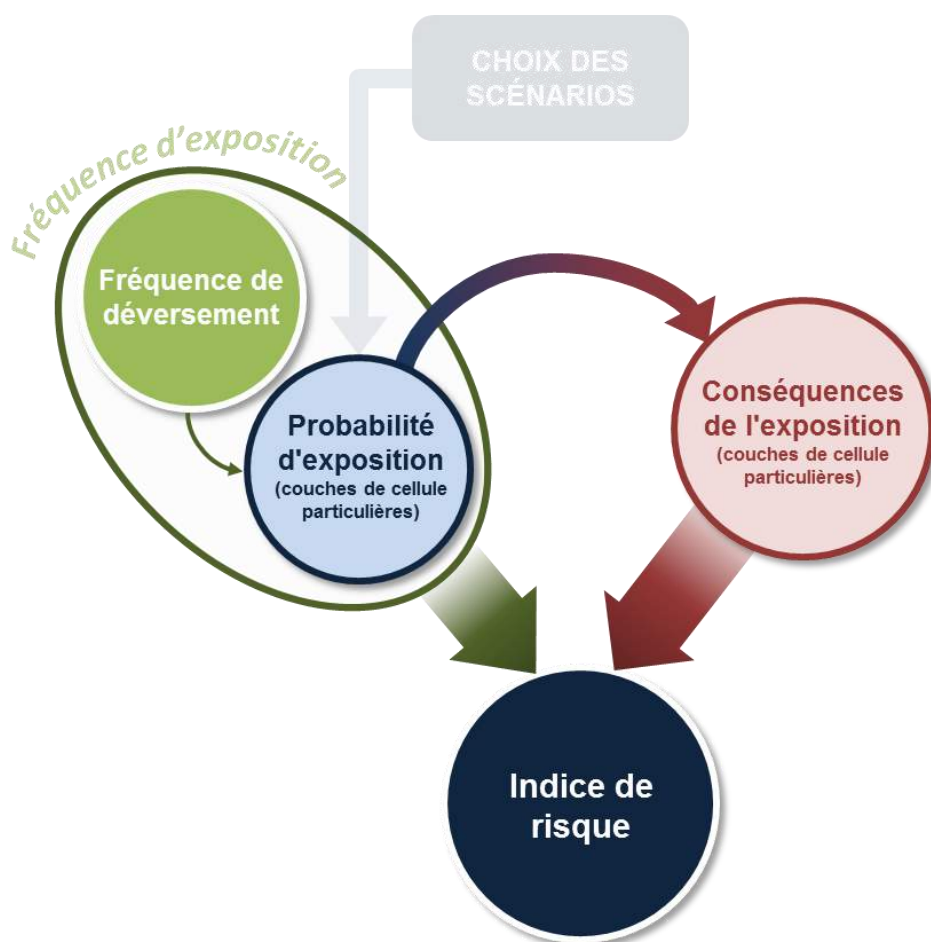 CHOIX DES
SCÉNARIOS
Fréquence d'exposition
Fréquence de
déversement
Probabilité
d'exposition
(couches de cellule
particulières)
Conséquences
de l'exposition
(couches de cellule
particulières)
Indice de
risque